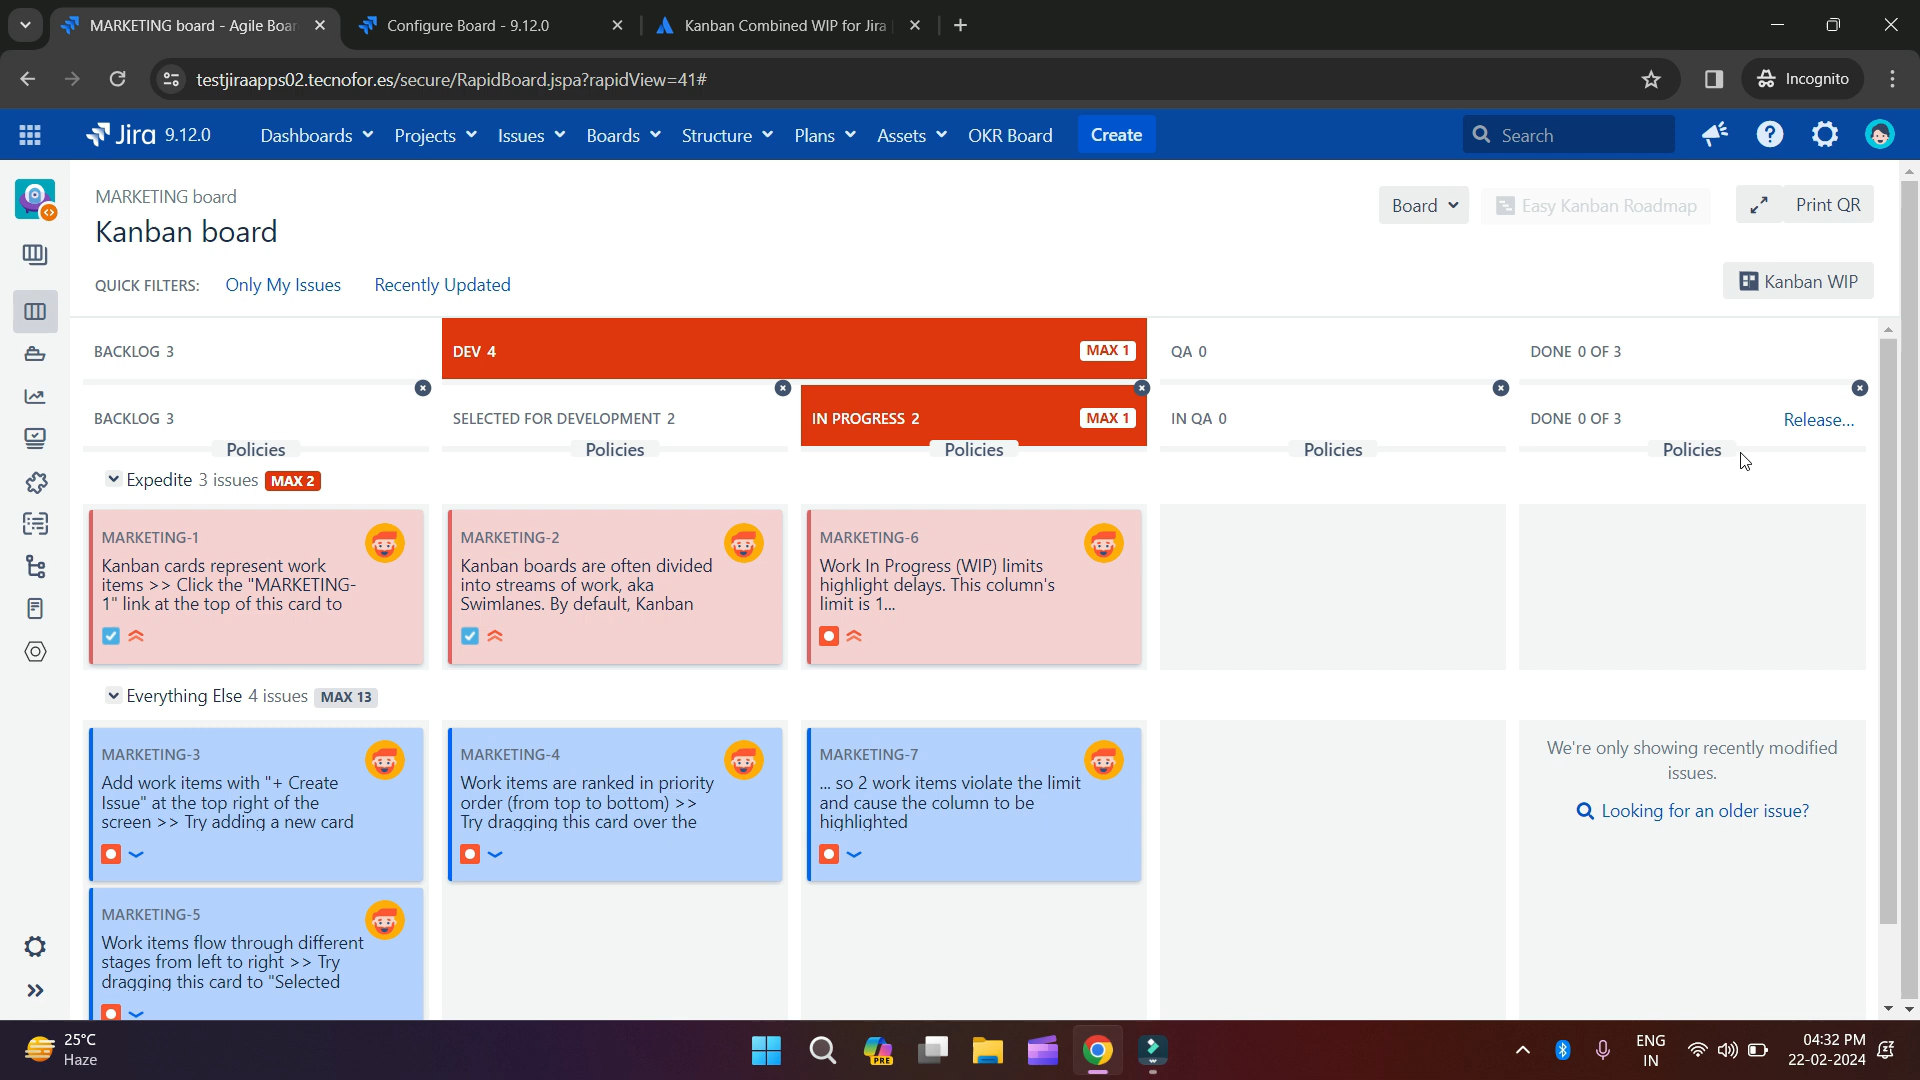 MARKETING board - Agile Boar
Configure Board - 9.12.0
Kanban Combined WIP for Jira
testjiraapps02.tecnofor.es/secure/RapidBoard.jspa?rapidView=41#
Incognito
Jira 9.12.0
Dashboards
Projects
Issues
Boards
Structure
Plans
Assets
OKR Board
Create
Search
MARKETING board
Kanban board
Board
Easy Kanban Roadmap
Print QR
QUICK FILTERS:
Only My Issues
Recently Updated
Kanban WIP
BACKLOG 3
DEV 4
MAX 1
QA 0
DONE 0 OF 3
BACKLOG 3
SELECTED FOR DEVELOPMENT 2
IN PROGRESS 2
MAX 1
IN QA 0
DONE 0 OF 3
Release...
Policies
Policies
Policies
Policies
Policies
Expedite 3 issues MAX 2
MARKETING-1
Kanban cards represent work
items >> Click the "MARKETING-
1" link at the top of this card to
MARKETING-2
Kanban boards are often divided
into streams of work, aka
Swimlanes. By default, Kanban
MARKETING-6
Work In Progress (WIP) limits
highlight delays. This column's
limit is 1...
Everything Else 4 issues MAX 13
MARKETING-3
Add work items with "+ Create
Issue" at the top right of the
screen >> Try adding a new card
MARKETING-4
Work items are ranked in priority
order (from top to bottom) >>
Try dragging this card over the
MARKETING-7
... so 2 work items violate the limit
and cause the column to be
highlighted
We're only showing recently modified
issues.
Looking for an older issue?
MARKETING-5
Work items flow through different
stages from left to right >> Try
dragging this card to "Selected
25°C
Haze
PRE
ENG
IN
04:32 PM
22-02-2024